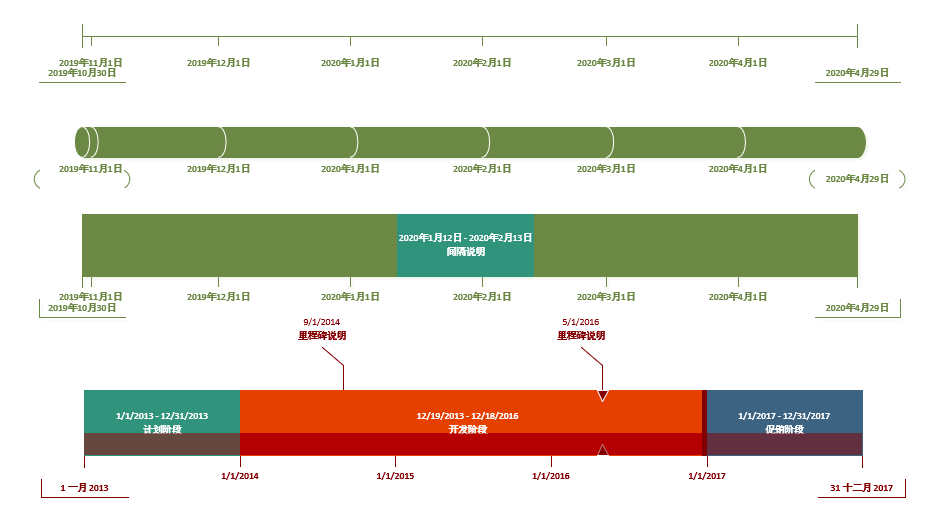 2019年11月1日 2019年12月1日 2020年1月1日 2020年2月1日 2020年3月1日 2020年4月1日
2019年10月30日 2020年4月29日
2019年11月1日 2019年12月1日 2020年1月1日 2020年2月1日 2020年3月1日 2020年4月1日
2020年4月29日
2020年1月12日 - 2020年2月13日
间隔说明
2019年11月1日 2019年12月1日 2020年1月1日 2020年2月1日 2020年3月1日 2020年4月1日
2019年10月30日 2020年4月29日
9/1/2014 5/1/2016
里程碑说明 里程碑说明
1/1/2013 - 12/31/2013 12/19/2013 - 12/18/2016 1/1/2017 - 12/31/2017
计划阶段 开发阶段 促销阶段
1/1/2014 1/1/2015 1/1/2016 1/1/2017
1 一月 2013 31 十二月 2017